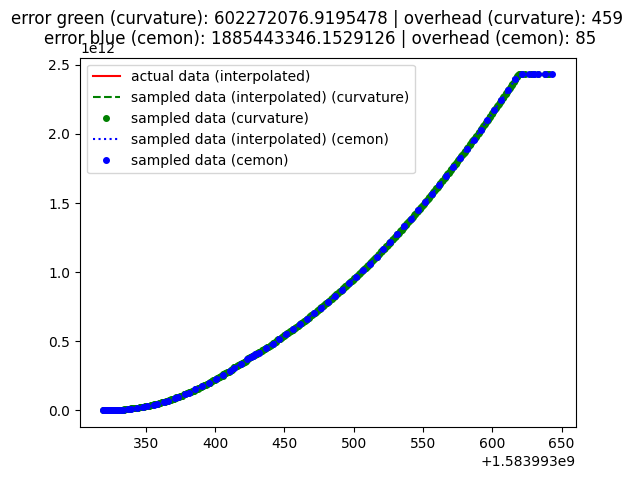 error green (curvature): 602272076.9195478 | overhead (curvature): 459
error blue (cemon): 1885443346.1529126 | overhead (cemon): 85
1e12
actual data (interpolated)
sampled data (interpolated) (curvature)
sampled data (curvature)
sampled data (interpolated) (cemon)
sampled data (cemon)
2.5
2.0
1.5
1.0
0.5
0.0
350 400 450 500 550 600 650
+1.583993e9